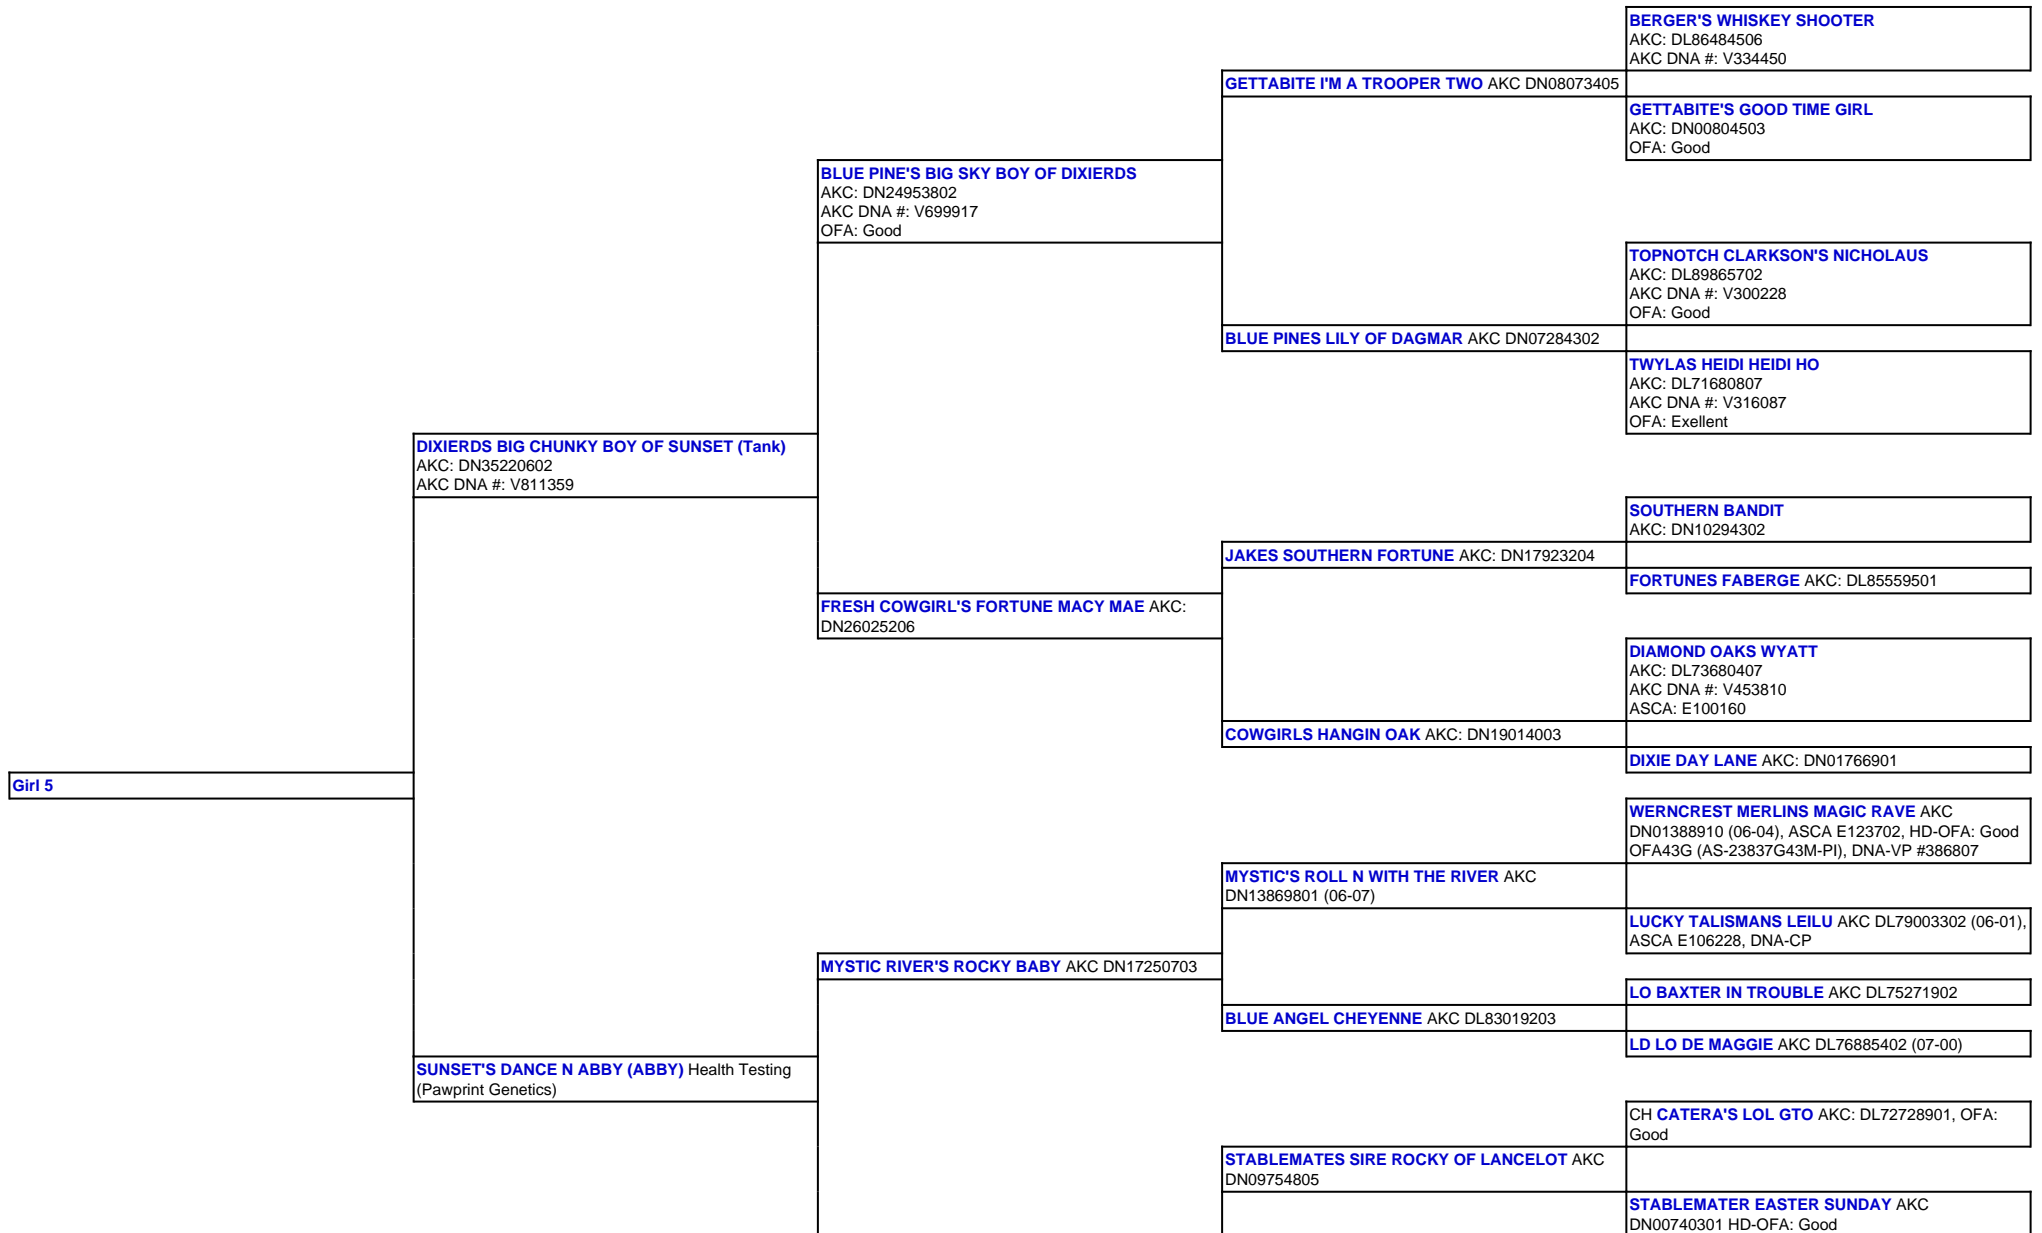 BERGER'S WHISKEY SHOOTER
AKC: DL86484506
AKC DNA #: V334450
GETTABITE I'M A TROOPER TWO AKC DN08073405
GETTABITE'S GOOD TIME GIRL
AKC: DN00804503
OFA: Good
BLUE PINE'S BIG SKY BOY OF DIXIERDS
AKC: DN24953802
AKC DNA #: V699917
OFA: Good
TOPNOTCH CLARKSON'S NICHOLAUS
AKC: DL89865702
AKC DNA #: V300228
OFA: Good
BLUE PINES LILY OF DAGMAR AKC DN07284302
TWYLAS HEIDI HEIDI HO
AKC: DL71680807
AKC DNA #: V316087
OFA: Exellent
DIXIERDS BIG CHUNKY BOY OF SUNSET (Tank)
AKC: DN35220602
AKC DNA #: V811359
SOUTHERN BANDIT
AKC: DN10294302
JAKES SOUTHERN FORTUNE AKC: DN17923204
FORTUNES FABERGE AKC: DL85559501
FRESH COWGIRL'S FORTUNE MACY MAE AKC:
DN26025206
DIAMOND OAKS WYATT
AKC: DL73680407
AKC DNA #: V453810
ASCA: E100160
COWGIRLS HANGIN OAK AKC: DN19014003
DIXIE DAY LANE AKC: DN01766901
Girl 5
WERNCREST MERLINS MAGIC RAVE AKC
DN01388910 (06-04), ASCA E123702, HD-OFA: Good
OFA43G (AS-23837G43M-PI), DNA-VP #386807
MYSTIC'S ROLL N WITH THE RIVER AKC
DN13869801 (06-07)
LUCKY TALISMANS LEILU AKC DL79003302 (06-01),
ASCA E106228, DNA-CP
MYSTIC RIVER'S ROCKY BABY AKC DN17250703
LO BAXTER IN TROUBLE AKC DL75271902
BLUE ANGEL CHEYENNE AKC DL83019203
LD LO DE MAGGIE AKC DL76885402 (07-00)
SUNSET'S DANCE N ABBY (ABBY) Health Testing
(Pawprint Genetics)
CH CATERA'S LOL GTO AKC: DL72728901, OFA:
Good
STABLEMATES SIRE ROCKY OF LANCELOT AKC
DN09754805
STABLEMATER EASTER SUNDAY AKC
DN00740301 HD-OFA: Good